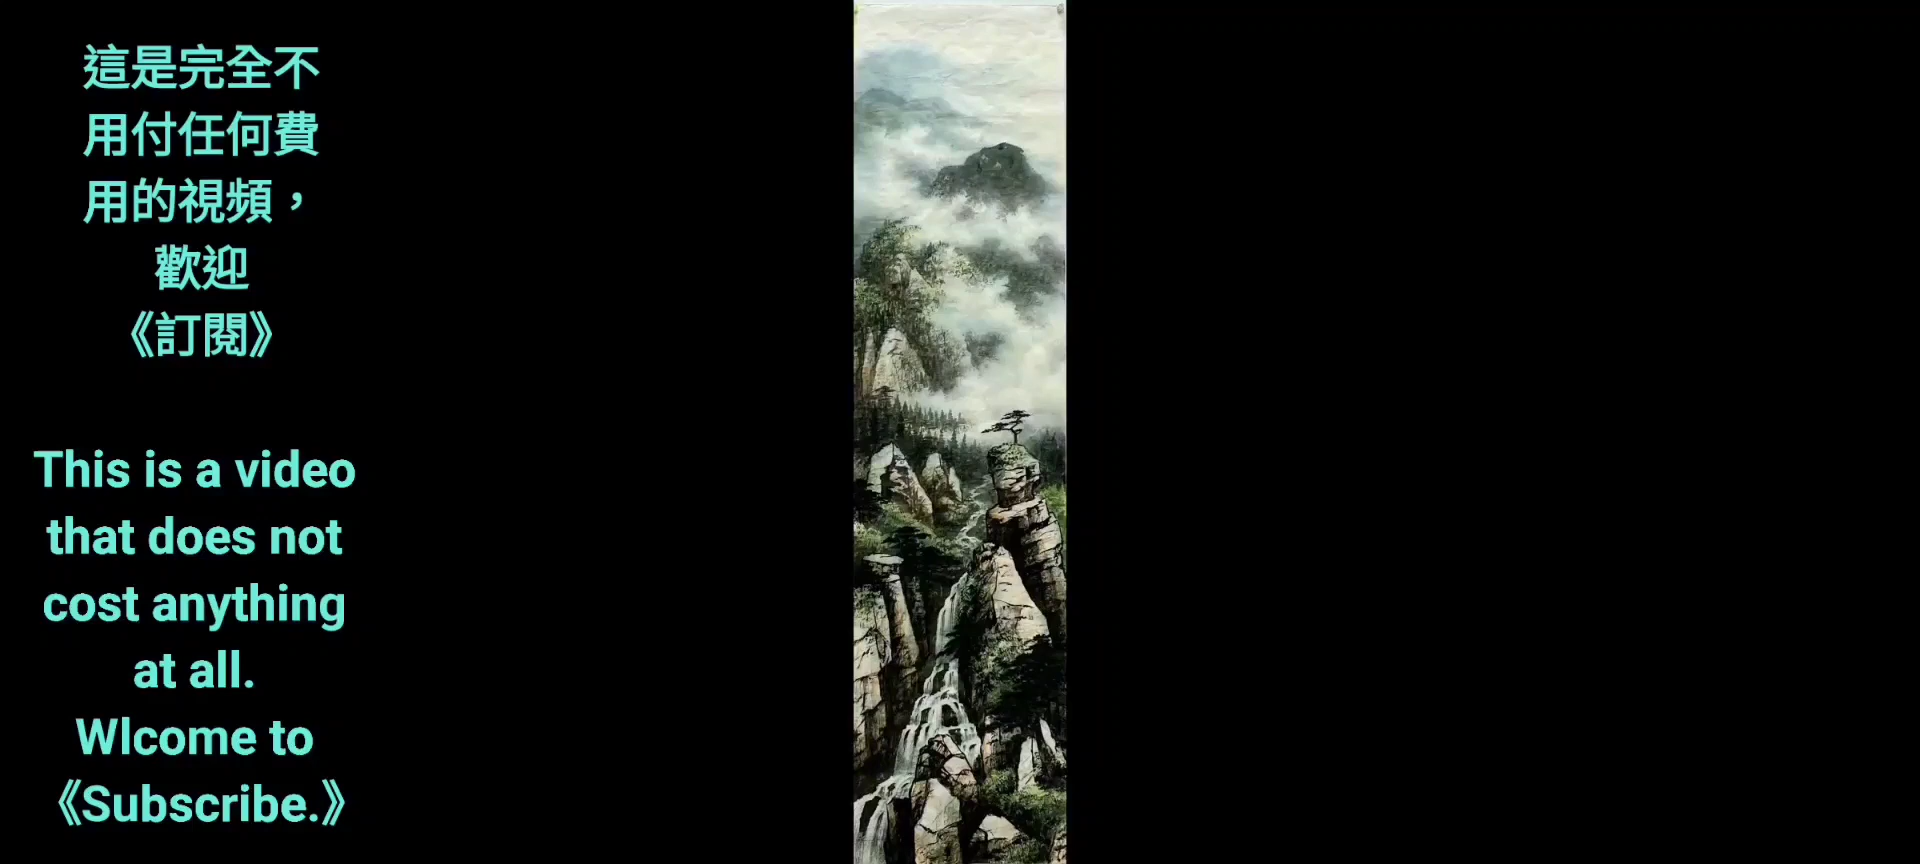 這是完全不
用付任何費
用的視頻，
歡迎
《訂閱》
This is a video
that does not
cost anything
at all.
Wlcome to
《Subscribe.》